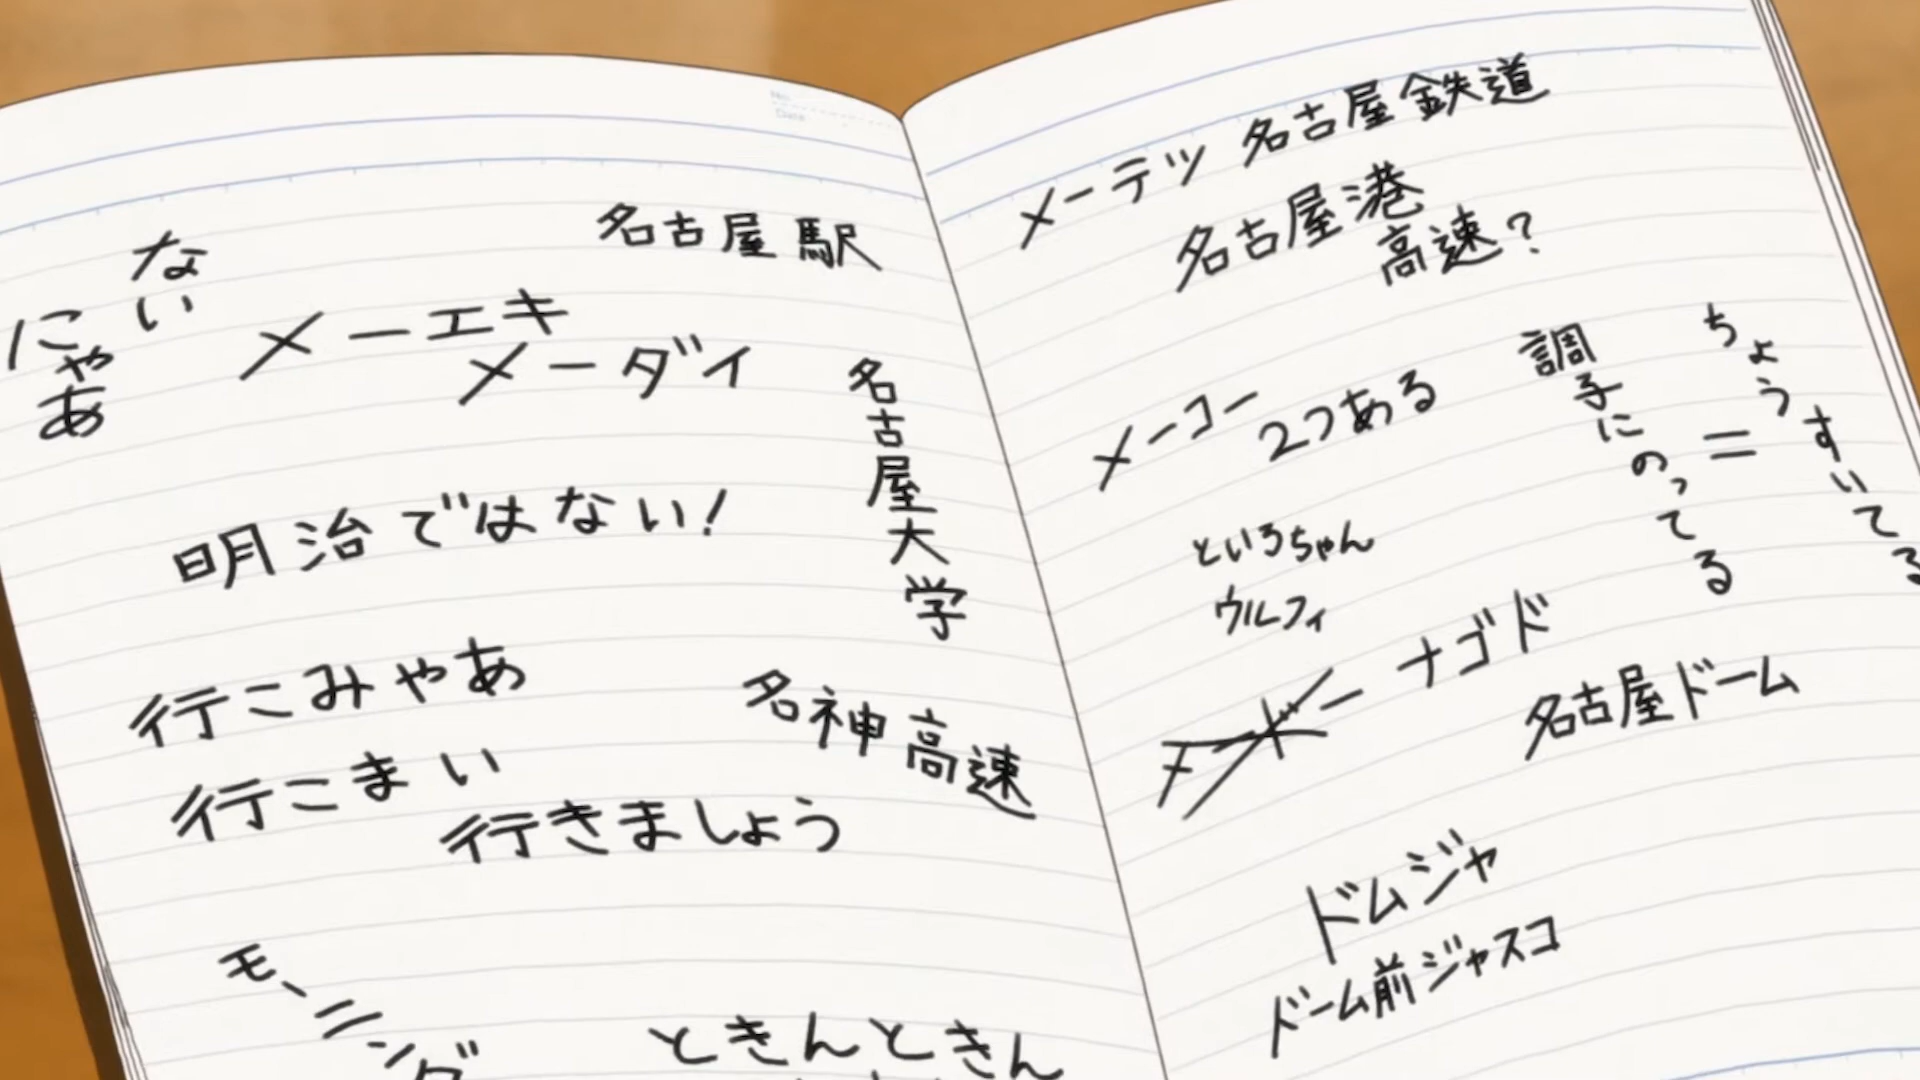 No.
Date
名古屋駅
ない
にゃあ
メーエキ
メーダイ
名古屋大学
明治ではない!
行こみゃあ
行こまい
行きましょう
名神高速
モーニング
ときんときん
メーテツ 名古屋鉄道
名古屋港
高速?
メーコー 2つある
ちょうすいてる
=
調子にのってる
といろちゃん
ウルフィ
ナゴド
名古屋ドーム
ドムジャ
ドーム前ジャスコ